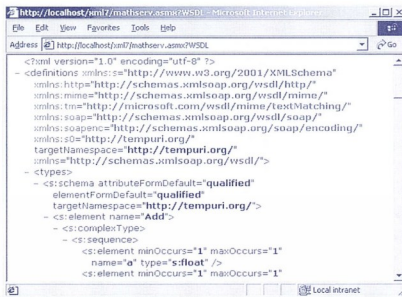 http://localhost/xml7/mathserv.asmx?WSDL - Microsoft Internet Explorer
File Edit View Favorites Tools Help
Address http://localhost/xml7/mathserv.asmx?WSDL Go
<?xml version="1.0" encoding="utf-8" ?>
- <definitions xmlns:s="http://www.w3.org/2001/XMLSchema"
xmlns:http="http://schemas.xmlsoap.org/wsdl/http/"
xmlns:mime="http://schemas.xmlsoap.org/wsdl/mime/"
xmlns:tm="http://microsoft.com/wsdl/mime/textMatching/"
xmlns:soap="http://schemas.xmlsoap.org/wsdl/soap/"
xmlns:soapenc="http://schemas.xmlsoap.org/soap/encoding/"
xmlns:s0="http://tempuri.org/"
targetNamespace="http://tempuri.org/"
xmlns="http://schemas.xmlsoap.org/wsdl/">
- <types>
- <s:schema attributeFormDefault="qualified"
elementFormDefault="qualified"
targetNamespace="http://tempuri.org/">
- <s:element name="Add">
- <s:complexType>
- <s:sequence>
<s:element minOccurs="1" maxOccurs="1"
name="a" type="s:float" />
<s:element minOccurs="1" maxOccurs="1"
Local intranet